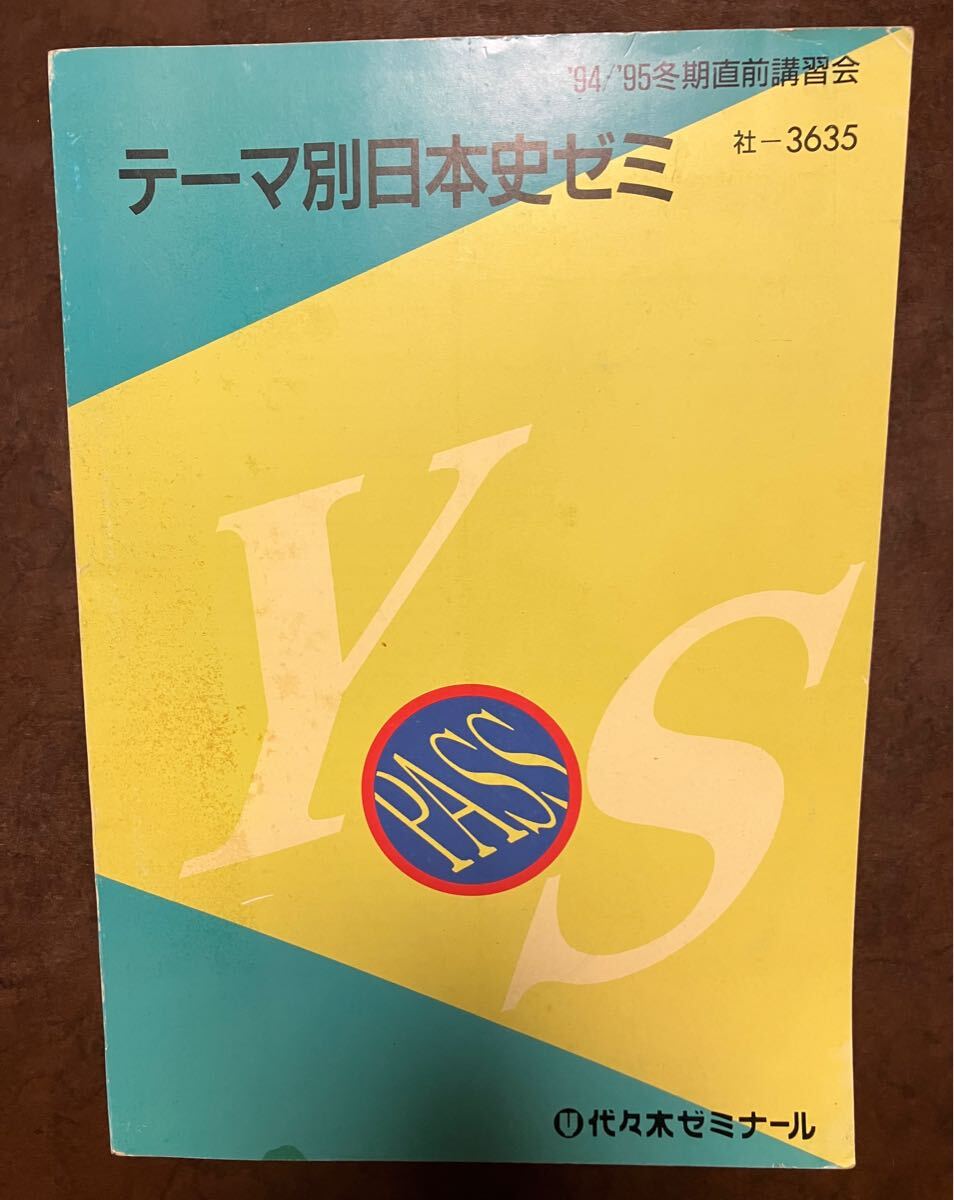 '94/'95冬期直前講習会
テーマ別日本史ゼミ
社-3635
YS
PASS
代々木ゼミナール